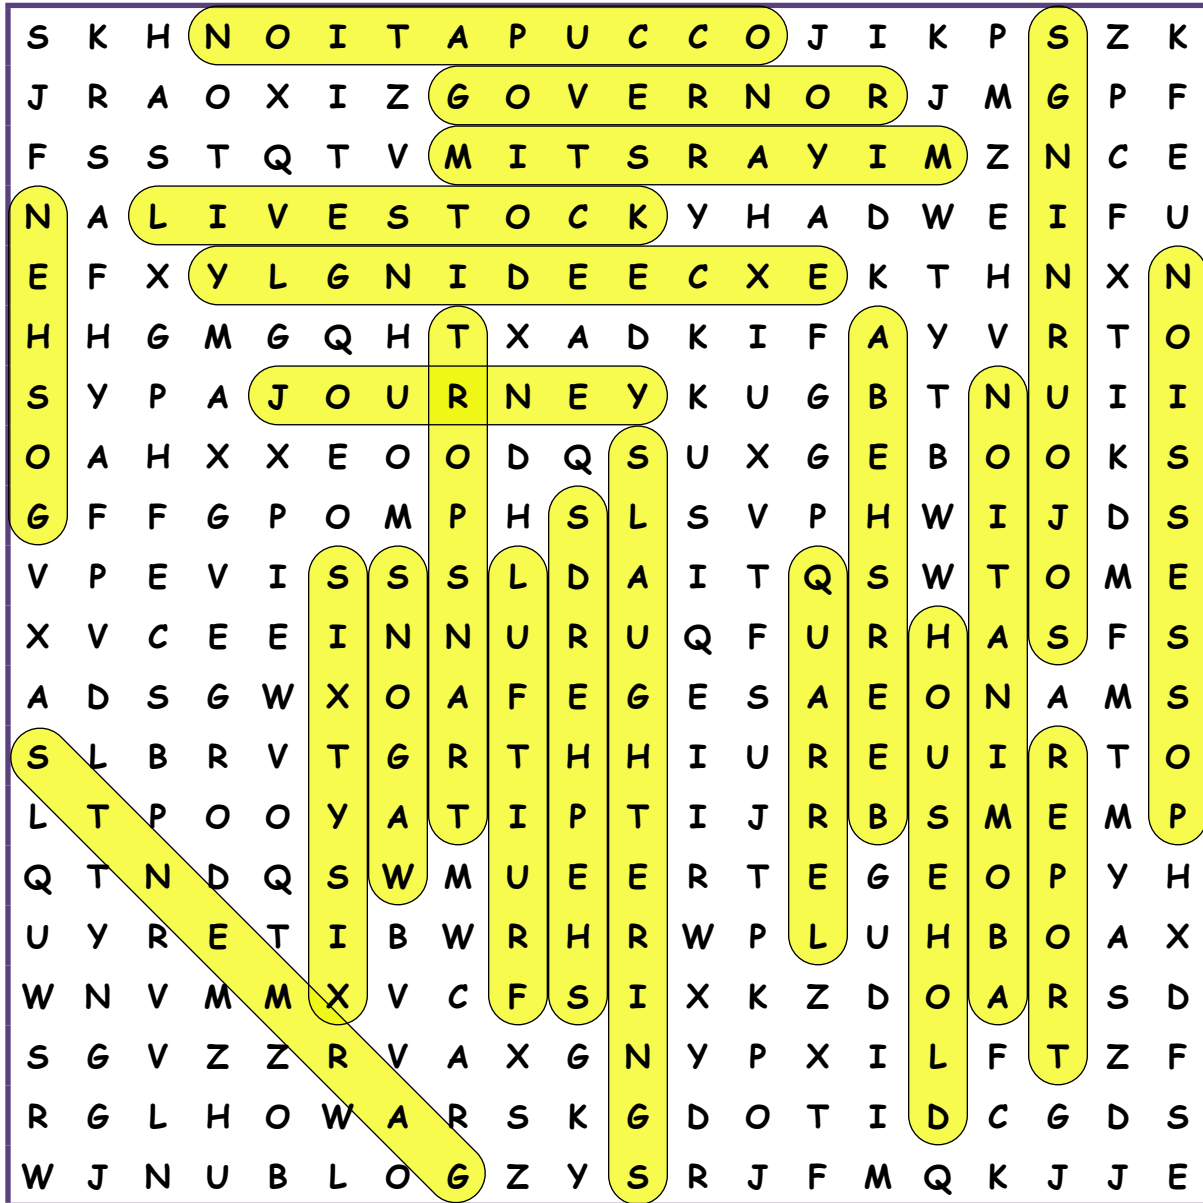 S K H N O I T A P U C C O J I K P S Z K
J R A O X I Z G O V E R N O R J M G P F
F S S T Q T V M I T S R A Y I M Z N C E
N A L I V E S T O C K Y H A D W E I F U
E F X Y L G N I D E E C X E K T H N X N
H H G M G Q H T X A D K I F A Y V R T O
S Y P A J O U R N E Y K U G B T N U I I
O A H X X E O O D Q S U X G E B O O K S
G F F G P O M P H S L S V P H W I J D S
V P E V I S S S L D A I T Q S W T O M E
X V C E E I N N U R U Q F U R H A S F S
A D S G W X O A F E G E S A E O N A M S
S L B R V T G R T H H I U R E U I R T O
L T P O O Y A T I P T I J R B S M E M P
Q T N D Q S W M U E E R T E G E O P Y H
U Y R E T I B W R H R W P L U H B O A X
W N V M M X V C F S I X K Z D O A R S D
S G V Z Z R V A X G N Y P X I L F T Z F
R G L H O W A R S K G D O T I D C G D S
W J N U B L O G Z Y S R J F M Q K J J E